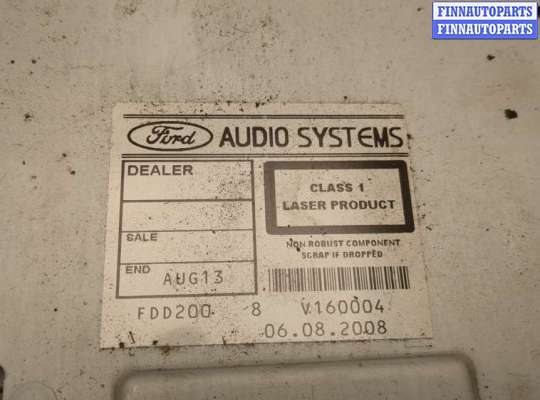 FINNAUTOPARTS
FINNAUTOPARTS
Ford AUDIO SYSTEMS
DEALER
SALE
END AUG13
CLASS 1
LASER PRODUCT
NON ROBUST COMPONENT
SCRAP IF DROPPED
FDD200 8 V160004
06.08.2008